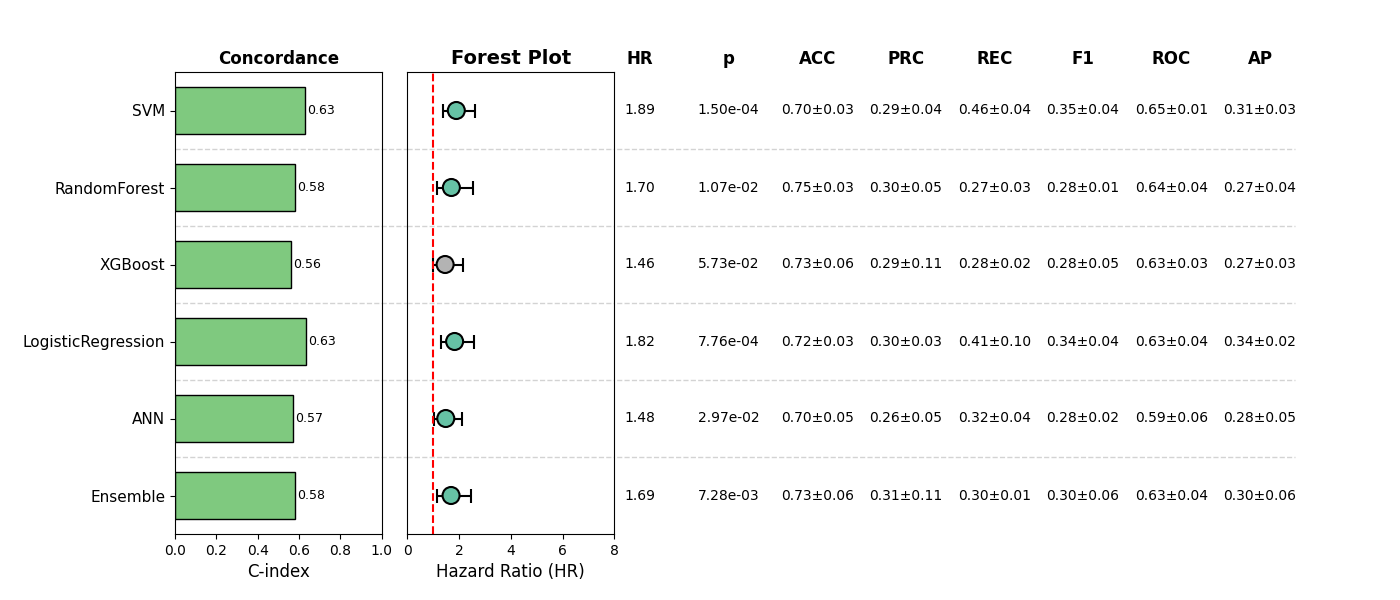 Concordance Forest Plot HR p ACC PRC REC F1 ROC AP
SVM 0.63 1.89 1.50e-04 0.70±0.03 0.29±0.04 0.46±0.04 0.35±0.04 0.65±0.01 0.31±0.03
RandomForest 0.58 1.70 1.07e-02 0.75±0.03 0.30±0.05 0.27±0.03 0.28±0.01 0.64±0.04 0.27±0.04
XGBoost 0.56 1.46 5.73e-02 0.73±0.06 0.29±0.11 0.28±0.02 0.28±0.05 0.63±0.03 0.27±0.03
LogisticRegression 0.63 1.82 7.76e-04 0.72±0.03 0.30±0.03 0.41±0.10 0.34±0.04 0.63±0.04 0.34±0.02
ANN 0.57 1.48 2.97e-02 0.70±0.05 0.26±0.05 0.32±0.04 0.28±0.02 0.59±0.06 0.28±0.05
Ensemble 0.58 1.69 7.28e-03 0.73±0.06 0.31±0.11 0.30±0.01 0.30±0.06 0.63±0.04 0.30±0.06
0.0 0.2 0.4 0.6 0.8 1.0 0 2 4 6 8
C-index Hazard Ratio (HR)